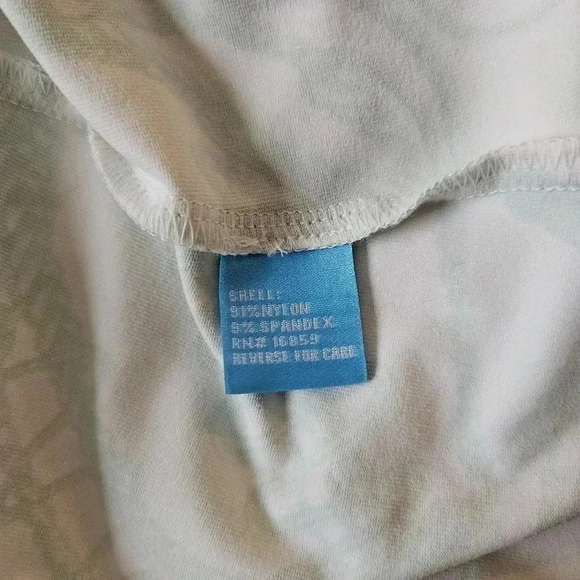 SHELL:
91%NYLON
9% SPANDEX
RN# 16859
REVERSE FOR CARE